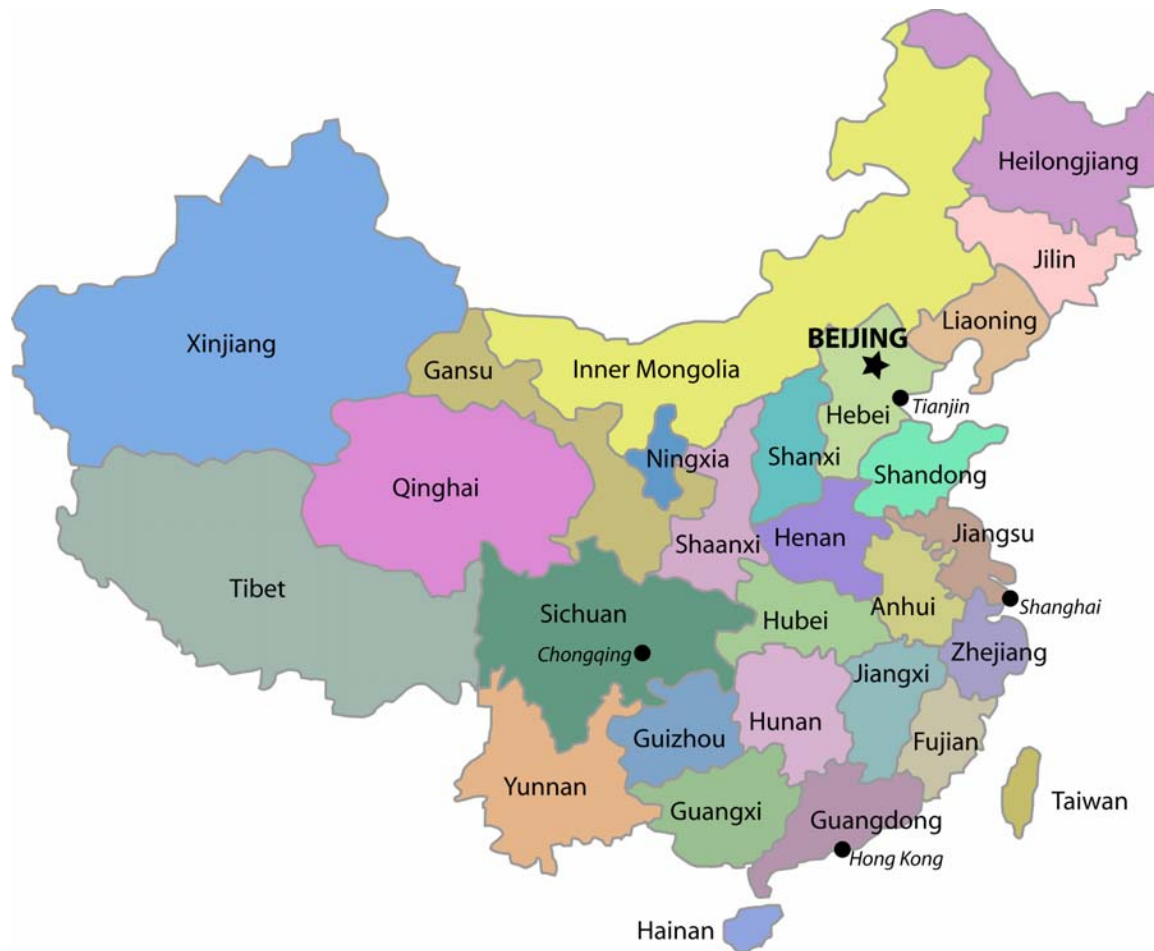 Heilongjiang
Jilin
Liaoning
BEIJING
Xinjiang
Gansu
Inner Mongolia
Tianjin
Hebei
Ningxia
Shanxi
Shandong
Qinghai
Jiangsu
Henan
Shaanxi
Tibet
Sichuan
Anhui
Shanghai
Hubei
Chongqing
Zhejiang
Jiangxi
Hunan
Guizhou
Fujian
Yunnan
Taiwan
Guangxi
Guangdong
Hong Kong
Hainan